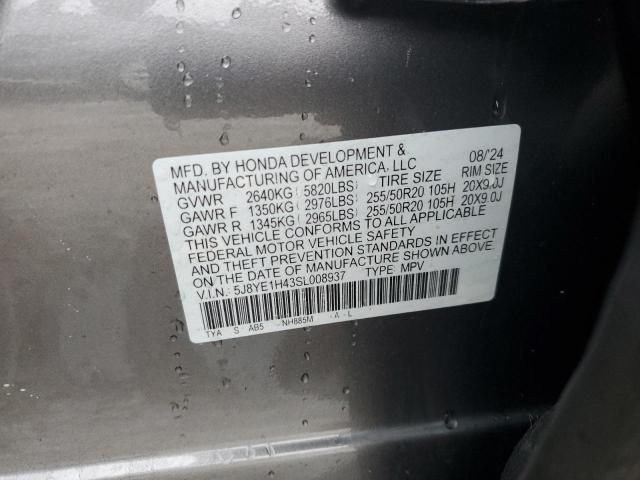 MFD. BY HONDA DEVELOPMENT & 08/'24
MANUFACTURING OF AMERICA, LLC
GVWR 2640KG ( 5820LBS) TIRE SIZE RIM SIZE
GAWR F 1350KG ( 2976LBS) 255/50R20 105H 20X9.0J
GAWR R 1345KG ( 2965LBS) 255/50R20 105H 20X9.0J
THIS VEHICLE CONFORMS TO ALL APPLICABLE
FEDERAL MOTOR VEHICLE SAFETY
AND THEFT PREVENTION STANDARDS IN EFFECT
ON THE DATE OF MANUFACTURE SHOWN ABOVE.
V.I.N.: 5J8YE1H43SL008937 TYPE: MPV
TYA S AB5 NH885M A - L